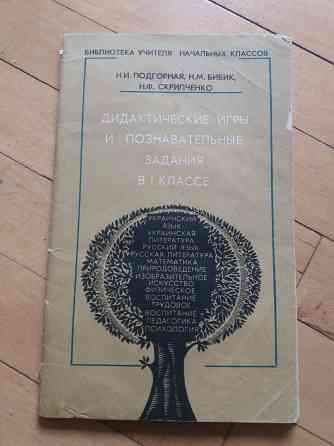 БИБЛИОТЕКА УЧИТЕЛЯ НАЧАЛЬНЫХ КЛАССОВ
Н.И. ПОДГОРНАЯ, Н.М. БИБИК,
Н.Ф. СКРИПЧЕНКО
ДИДАКТИЧЕСКИЕ ИГРЫ
И ПОЗНАВАТЕЛЬНЫЕ
ЗАДАНИЯ
В I КЛАССЕ
УКРАИНСКИЙ
ЯЗЫК
УКРАИНСКАЯ
ЛИТЕРАТУРА
РУССКИЙ ЯЗЫК
РУССКАЯ ЛИТЕРАТУРА
МАТЕМАТИКА
ПРИРОДОВЕДЕНИЕ
ИЗОБРАЗИТЕЛЬНОЕ
ИСКУССТВО
ФИЗИЧЕСКОЕ
ВОСПИТАНИЕ
ТРУДОВОЕ
ВОСПИТАНИЕ
ПЕДАГОГИКА
ПСИХОЛОГИЯ